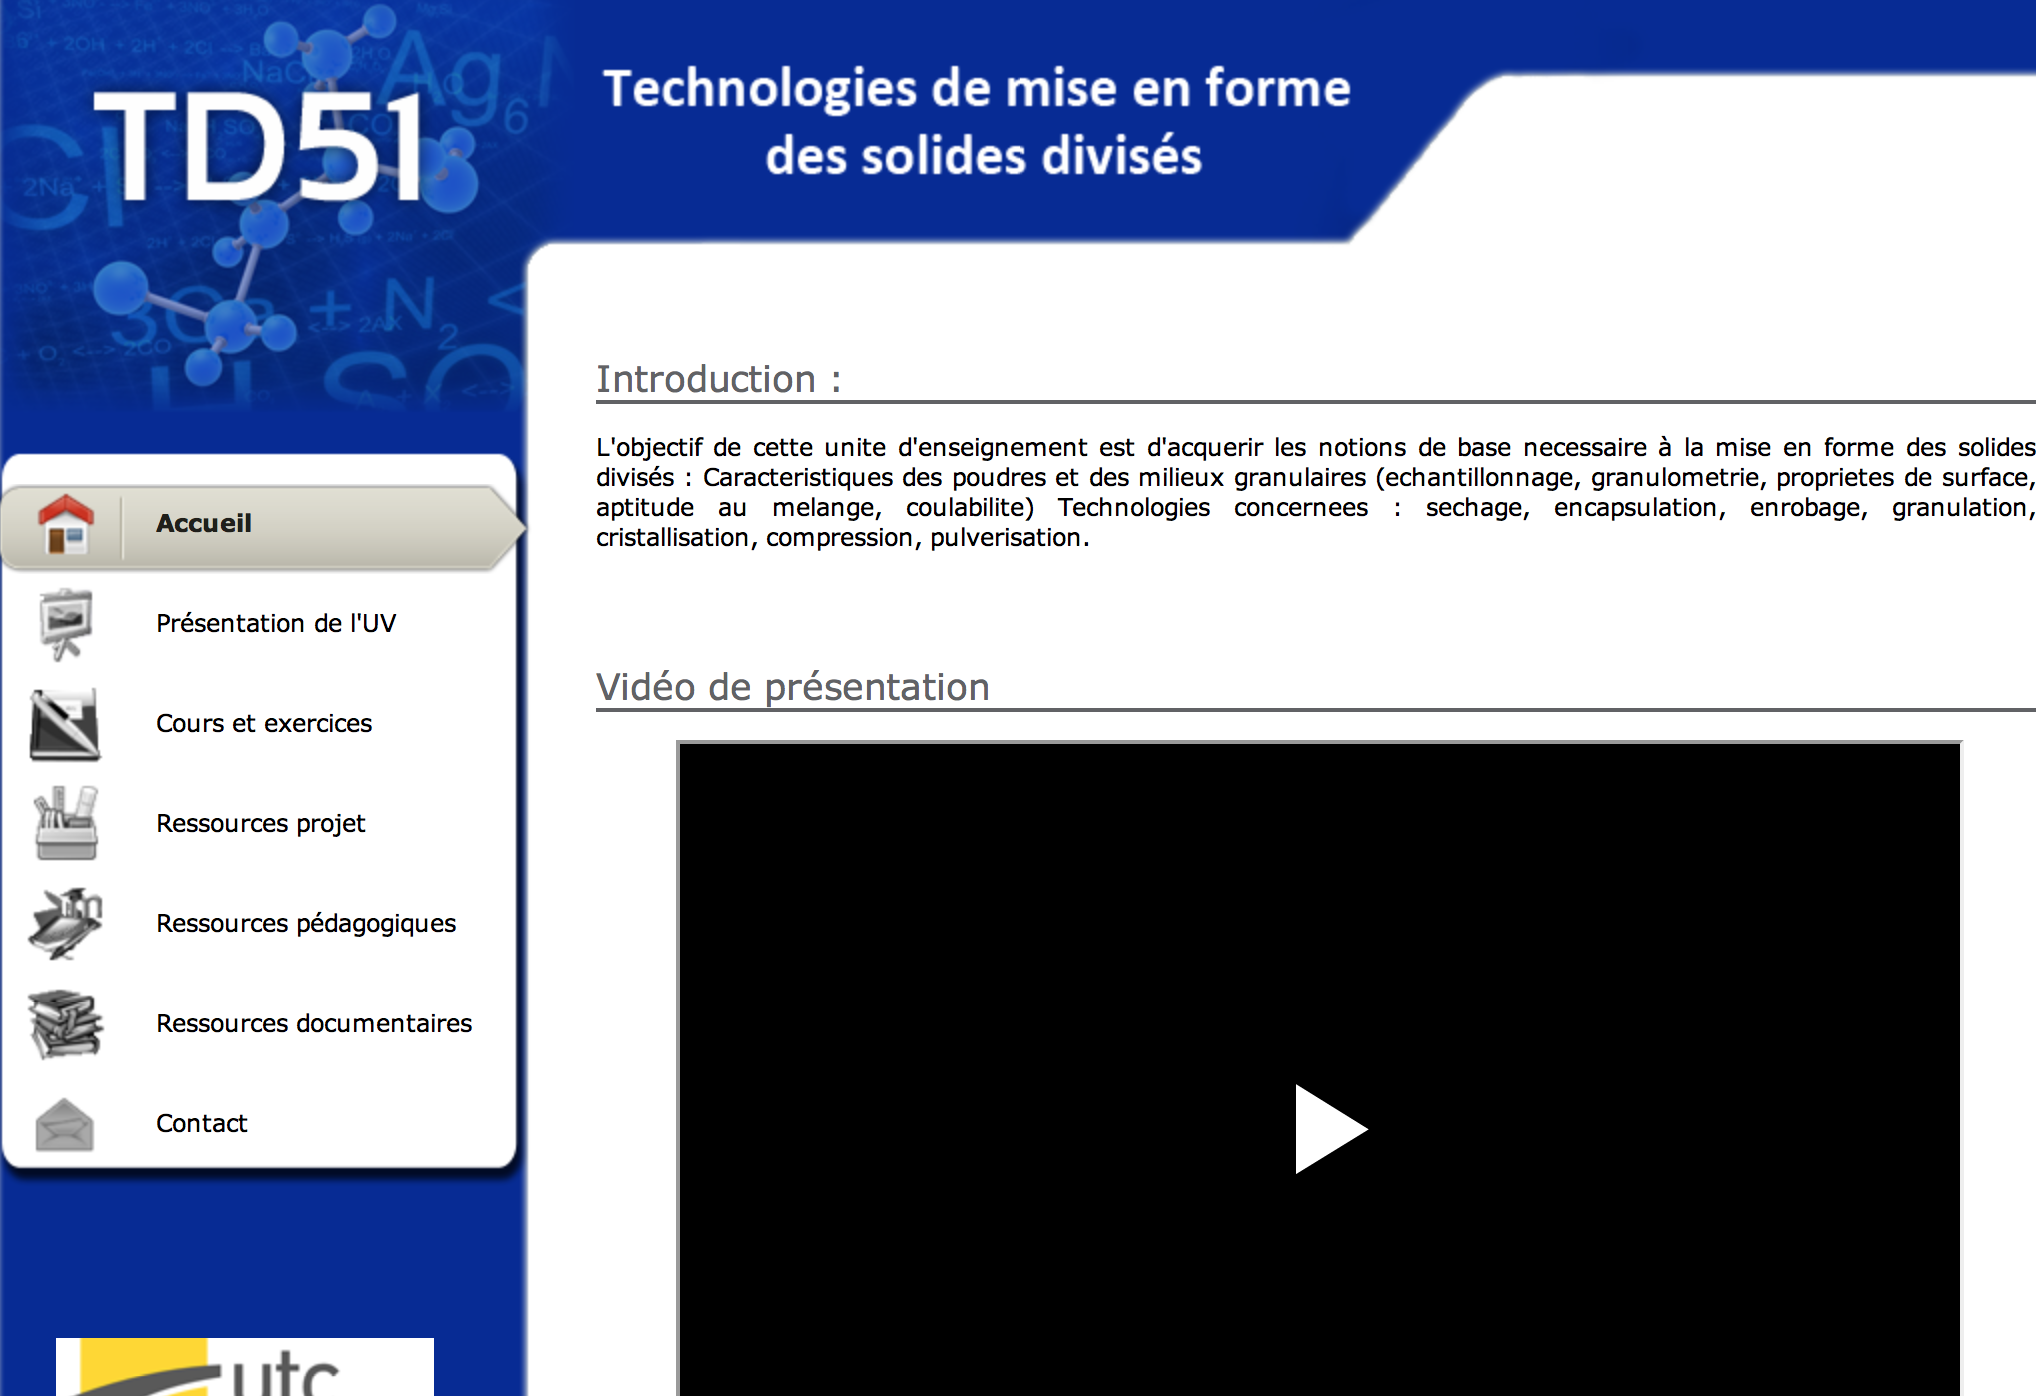 TD51
Technologies de mise en forme
des solides divisés
Introduction :
L'objectif de cette unite d'enseignement est d'acquerir les notions de base necessaire à la mise en forme des solides
divisés : Caracteristiques des poudres et des milieux granulaires (echantillonnage, granulometrie, proprietes de surface,
aptitude au melange, coulabilite) Technologies concernees : sechage, encapsulation, enrobage, granulation,
cristallisation, compression, pulverisation.
Vidéo de présentation
Accueil
Présentation de l'UV
Cours et exercices
Ressources projet
Ressources pédagogiques
Ressources documentaires
Contact
utc